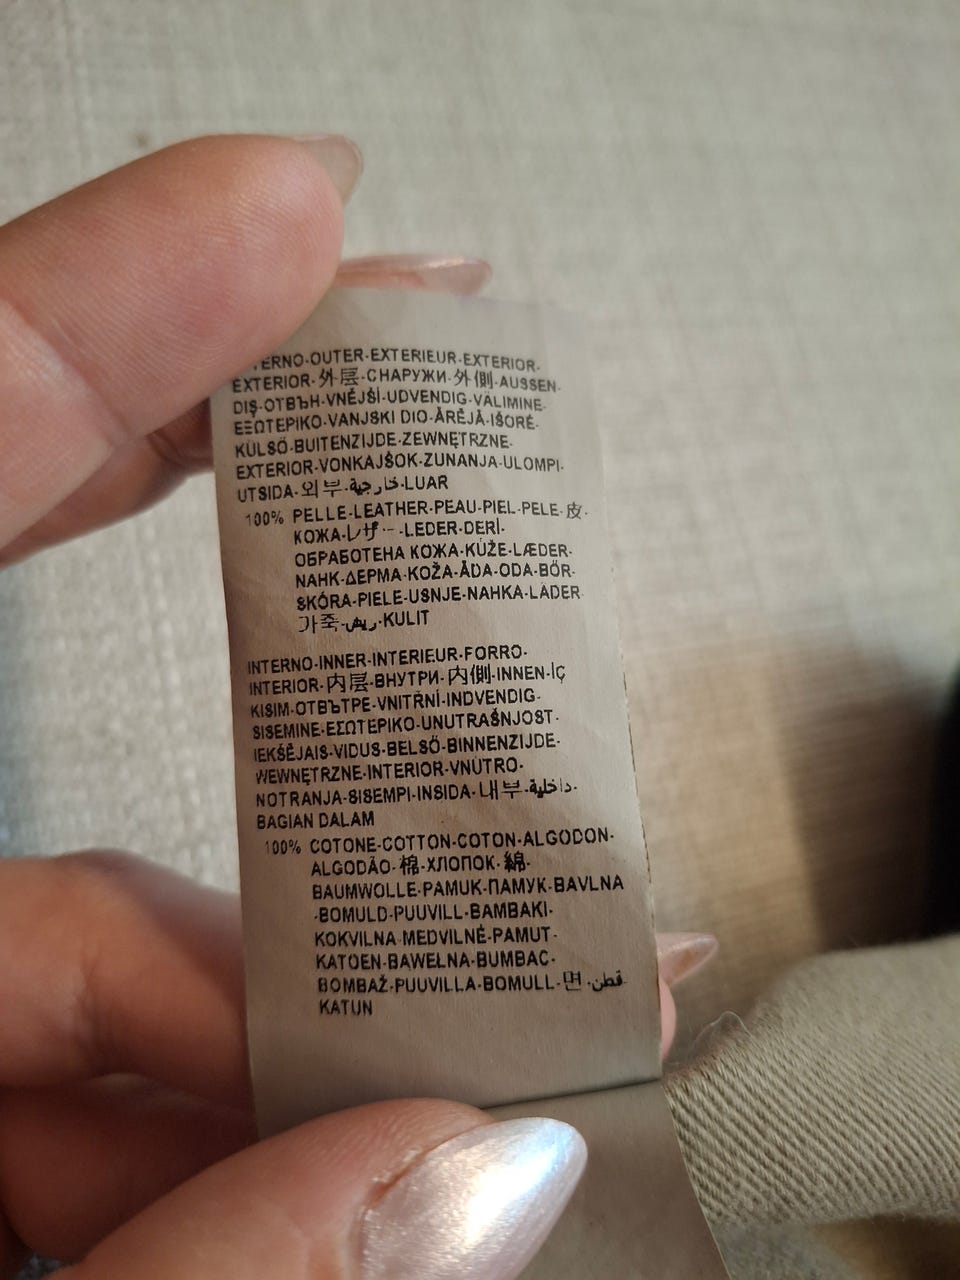 ERNO·OUTER·EXTERIEUR·EXTERIOR·
EXTERIOR·外层·СНАРУЖИ·外側·AUSSEN·
DIŞ·ОТВЪН·VNĚJŠÍ·UDVENDIG·VÄLIMINE·
ΕΞΩΤΕΡΙΚΟ·VANJSKI DIO·ĀRĒJĀ·IŠORĖ·
KÜLSŐ·BUITENZIJDE·ZEWNĘTRZNE·
EXTERIOR·VONKAJŠOK·ZUNANJA·ULOMPI·
UTSIDA·외부·خارجية·LUAR
100% PELLE·LEATHER·PEAU·PIEL·PELE·皮·
КОЖА·レザー·LEDER·DERİ·
ОБРАБОТЕНА КОЖА·KŮŽE·LÆDER·
NAHK·ΔΕΡΜΑ·KOŽA·ĀDA·ODA·BŐR·
SKÓRA·PIELE·USNJE·NAHKA·LÄDER
가죽·ريش·KULIT
INTERNO·INNER·INTERIEUR·FORRO·
INTERIOR·内层·ВНУТРИ·内側·INNEN·İÇ
KISIM·ОТВЪТРЕ·VNITŘNÍ·INDVENDIG·
SISEMINE·ΕΣΩΤΕΡΙΚΟ·UNUTRAŠNJOST·
IEKŠĒJAIS·VIDUS·BELSŐ·BINNENZIJDE·
WEWNĘTRZNE·INTERIOR·VNÚTRO·
NOTRANJA·SISEMPI·INSIDA·내부·داخلية·
BAGIAN DALAM
100% COTONE·COTTON·COTON·ALGODON·
ALGODÃO·棉·ХЛОПОК·綿·
BAUMWOLLE·PAMUK·ПАМУК·BAVLNA
·BOMULD·PUUVILL·BAMBAKI·
KOKVILNA·MEDVILNĖ·PAMUT·
KATOEN·BAWEŁNA·BUMBAC·
BOMBAŽ·PUUVILLA·BOMULL·면·قطن·
KATUN